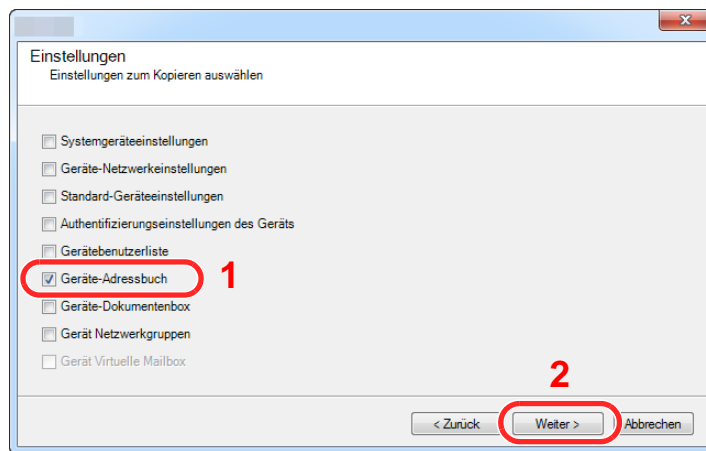 Einstellungen
Einstellungen zum Kopieren auswählen
Systemgeräteeinstellungen
Geräte-Netzwerkeinstellungen
Standard-Geräteeinstellungen
Authentifizierungseinstellungen des Geräts
Gerätebenutzerliste
Geräte-Adressbuch 1
Geräte-Dokumentenbox
Gerät Netzwerkgruppen
Gerät Virtuelle Mailbox
2
< Zurück Weiter > Abbrechen